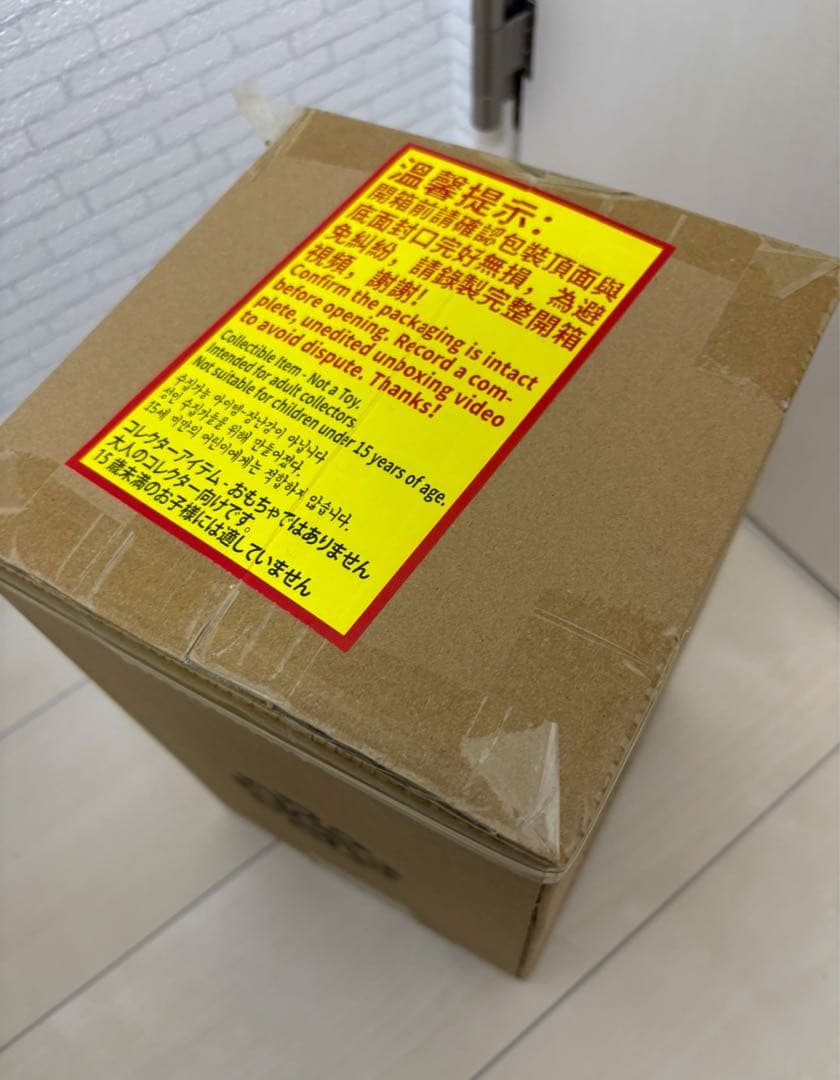 溫馨提示：
開箱前請確認包裝頂面與
底面封口完好無損，為避
免糾紛，請錄製完整開箱
視頻，謝謝！
Confirm the packaging is intact
before opening. Record a com-
plete, unedited unboxing video
to avoid dispute. Thanks!
Collectible Item - Not a Toy.
Intended for adult collectors.
Not suitable for children under 15 years of age.
수집가능 아이템-장난감이 아닙니다
성인 수집가들을 위해 만들어졌다.
15세 미만의 어린이에게는 적합하지 않습니다.
コレクターアイテム - おもちゃではありません
大人のコレクター向けです。
15 歳未満のお子様には適していません